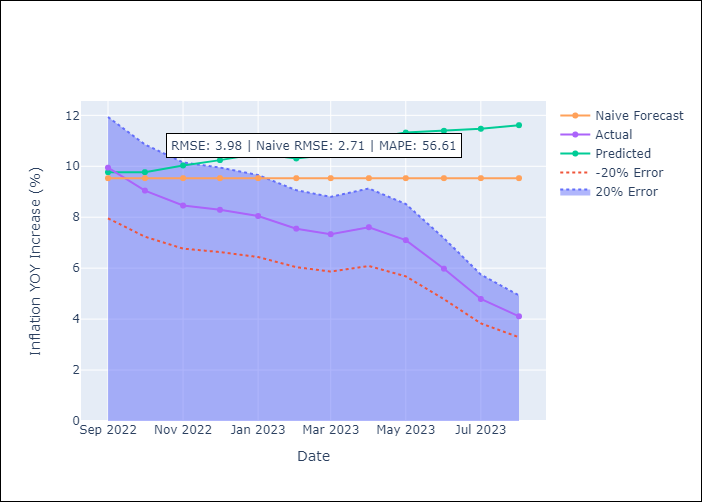 12
10
8
6
4
2
0
Inflation YOY Increase (%)
RMSE: 3.98 | Naive RMSE: 2.71 | MAPE: 56.61
Sep 2022
Nov 2022
Jan 2023
Mar 2023
May 2023
Jul 2023
Date
Naive Forecast
Actual
Predicted
-20% Error
20% Error